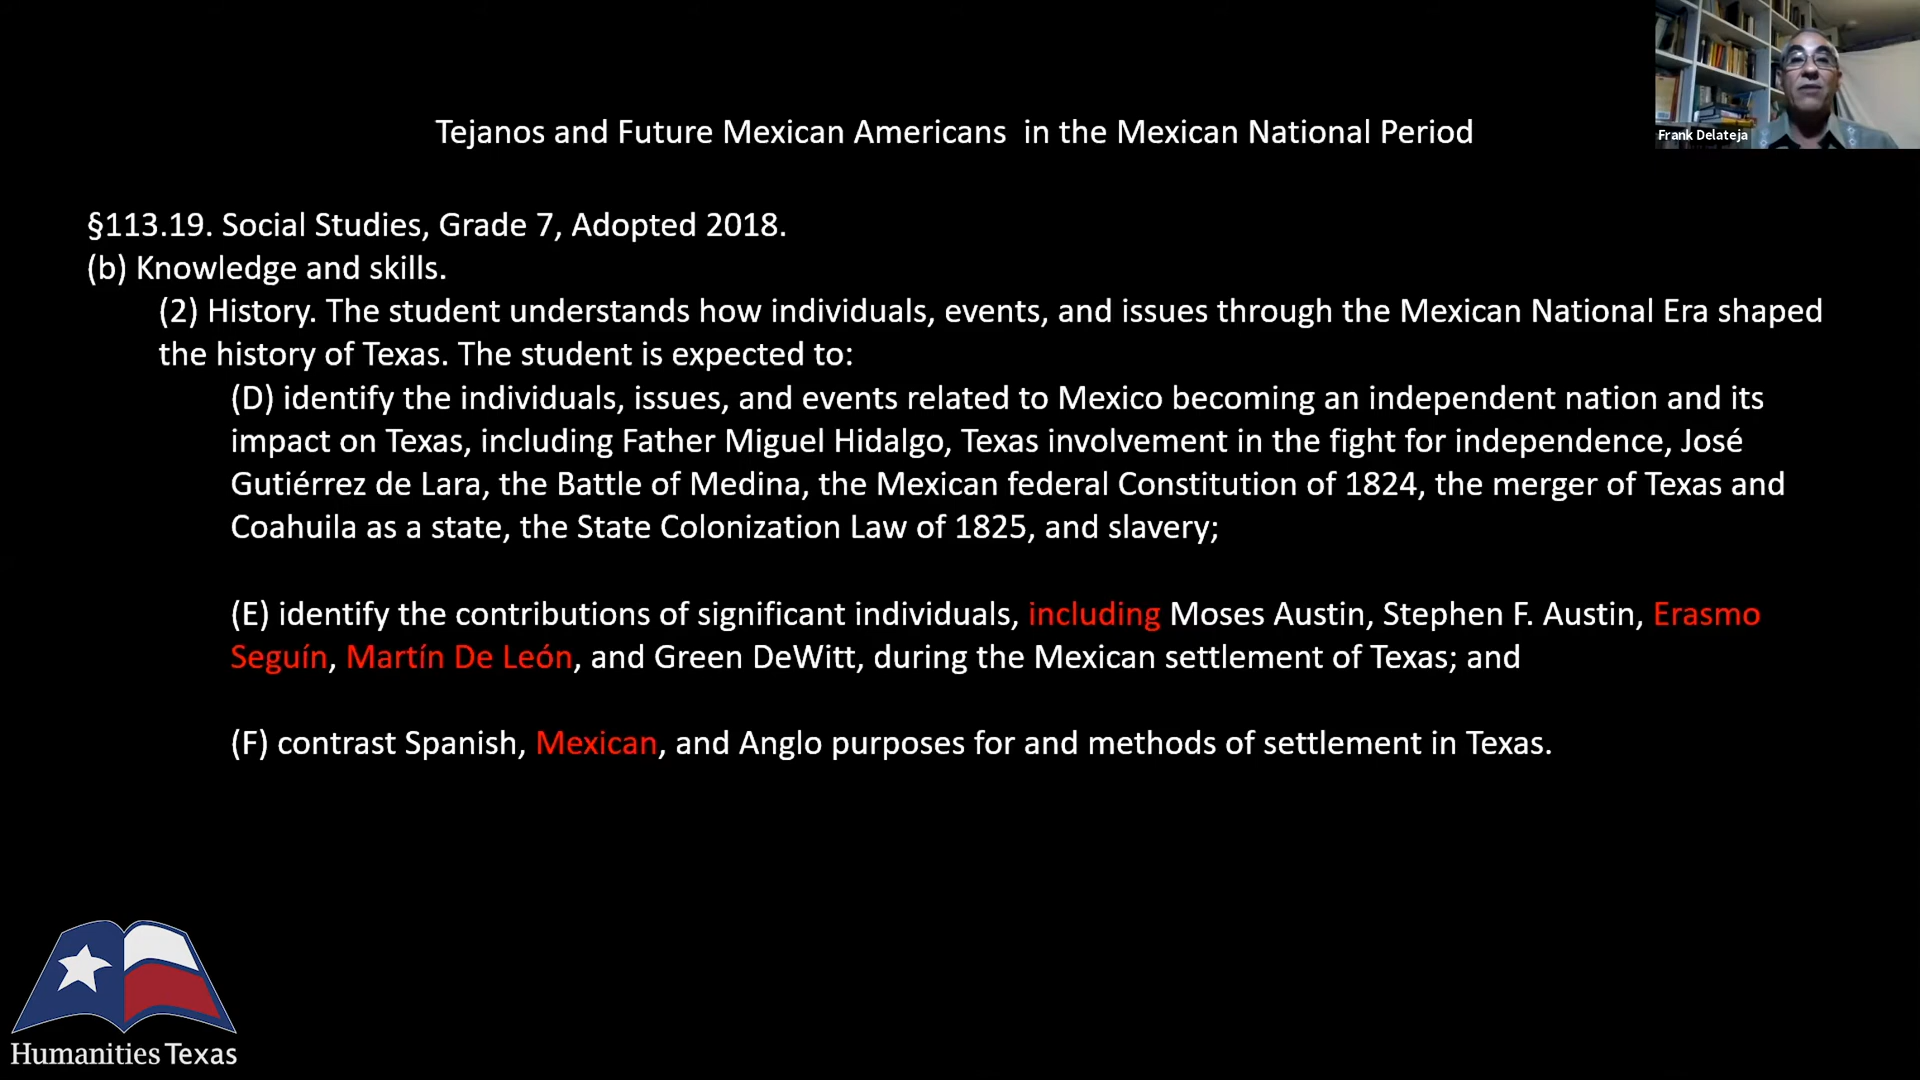 Frank Delateja
Tejanos and Future Mexican Americans  in the Mexican National Period
§113.19. Social Studies, Grade 7, Adopted 2018.
(b) Knowledge and skills.
(2) History. The student understands how individuals, events, and issues through the Mexican National Era shaped
the history of Texas. The student is expected to:
(D) identify the individuals, issues, and events related to Mexico becoming an independent nation and its
impact on Texas, including Father Miguel Hidalgo, Texas involvement in the fight for independence, José
Gutiérrez de Lara, the Battle of Medina, the Mexican federal Constitution of 1824, the merger of Texas and
Coahuila as a state, the State Colonization Law of 1825, and slavery;
(E) identify the contributions of significant individuals, including Moses Austin, Stephen F. Austin, Erasmo
Seguín, Martín De León, and Green DeWitt, during the Mexican settlement of Texas; and
(F) contrast Spanish, Mexican, and Anglo purposes for and methods of settlement in Texas.
Humanities Texas